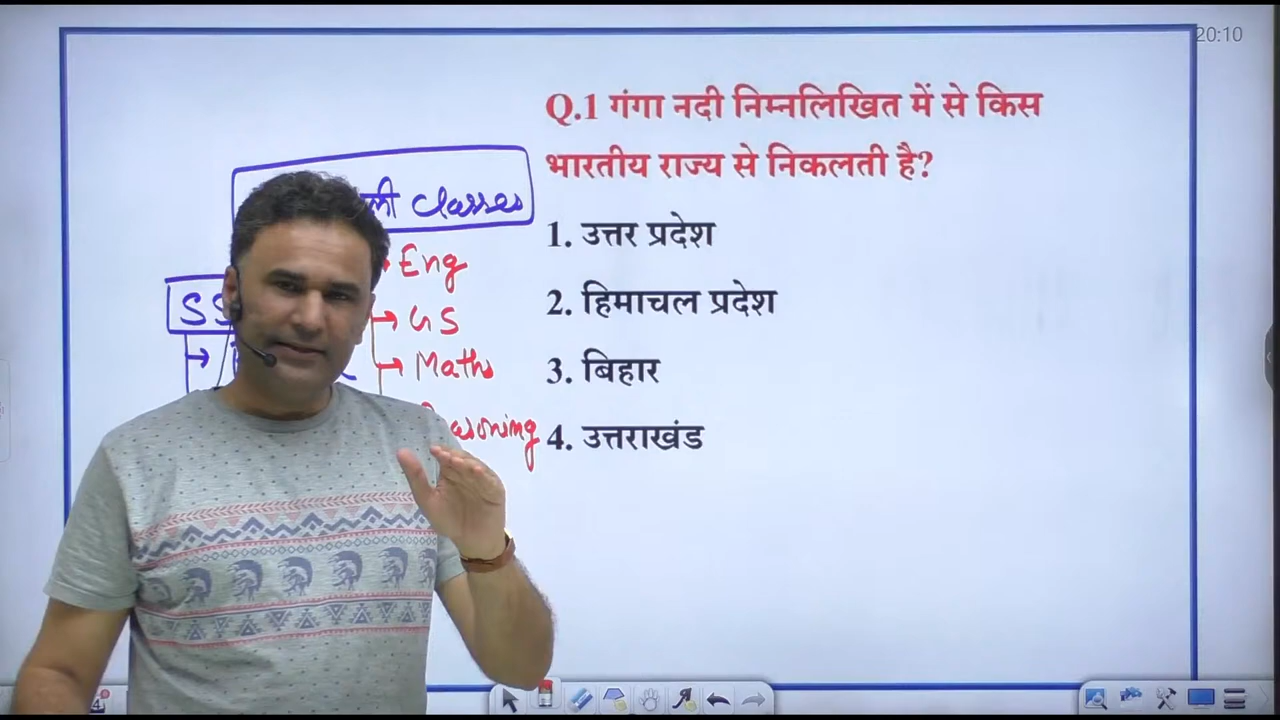 20:10
Q.1 गंगा नदी निम्नलिखित में से किस
भारतीय राज्य से निकलती है?
1. उत्तर प्रदेश
2. हिमाचल प्रदेश
3. बिहार
4. उत्तराखंड
classes
Eng
GS
Maths